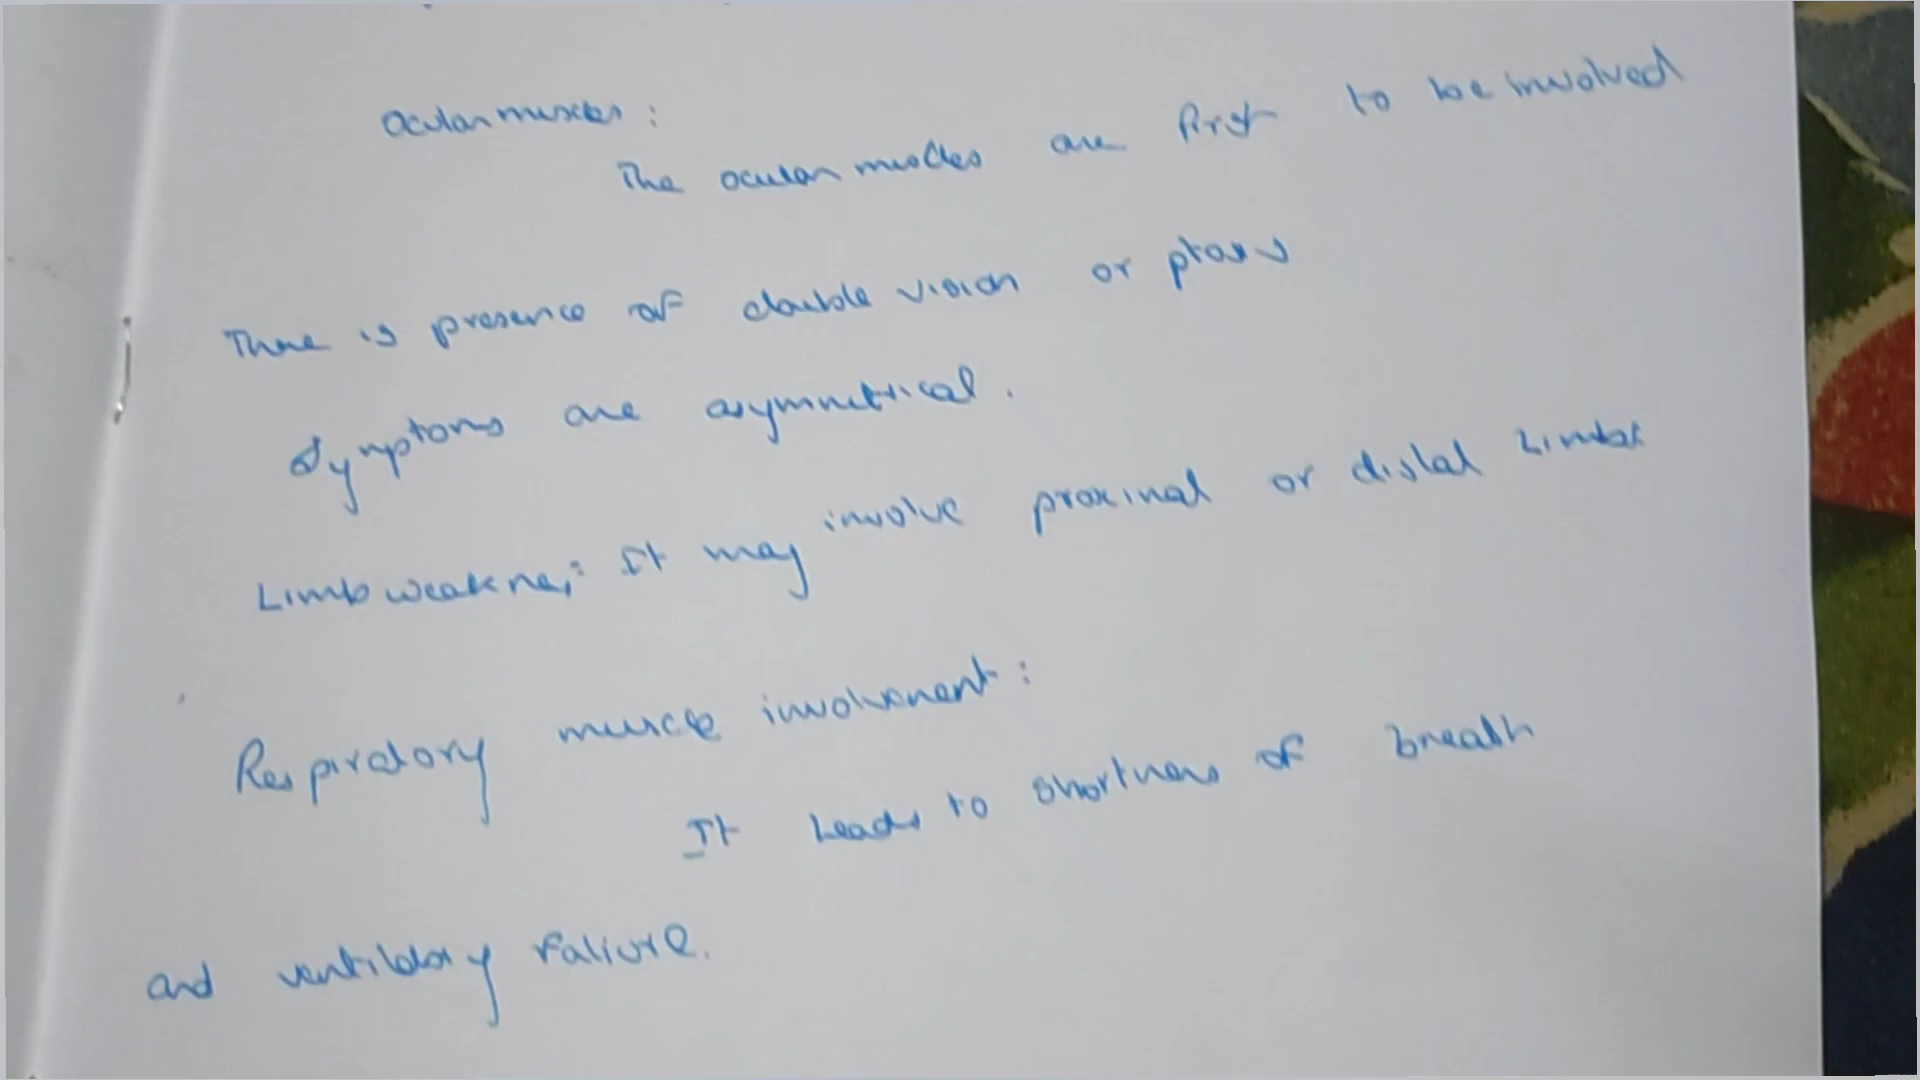 Ocular muscles :
The ocular muscles are first to be involved
There is presence of double vision or ptosis
Symptoms are asymmetrical.
Limb weakness: It may involve proximal or distal Limbs
Respiratory muscle involvement :
It Leads to shortness of breath
and ventilatory Faliure.